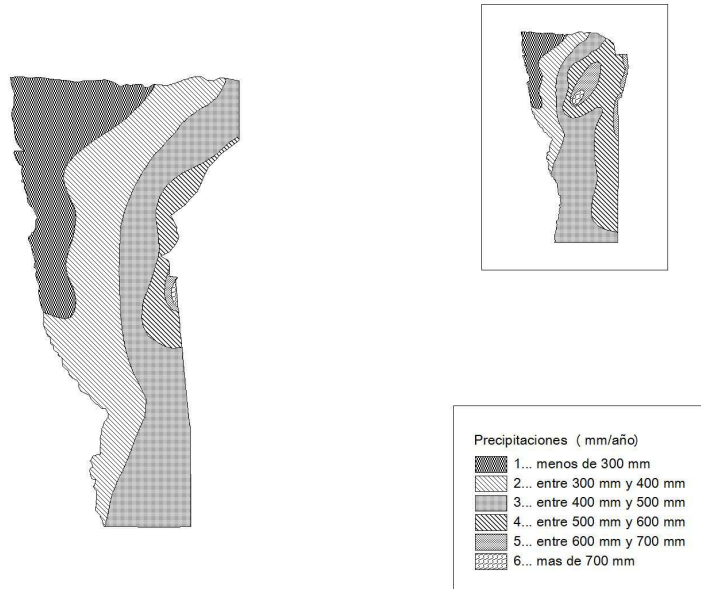 Precipitaciones ( mm/año)
1... menos de 300 mm
2... entre 300 mm y 400 mm
3... entre 400 mm y 500 mm
4... entre 500 mm y 600 mm
5... entre 600 mm y 700 mm
6... mas de 700 mm